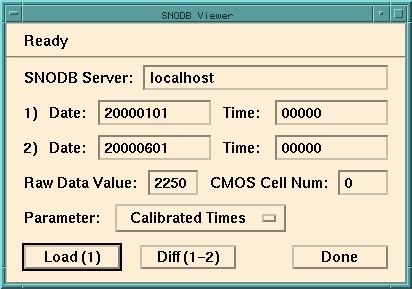 SNODB Viewer
Ready
SNODB Server: localhost
1) Date: 20000101 Time: 00000
2) Date: 20000601 Time: 00000
Raw Data Value: 2250 CMOS Cell Num: 0
Parameter: Calibrated Times
Load (1) Diff (1-2) Done